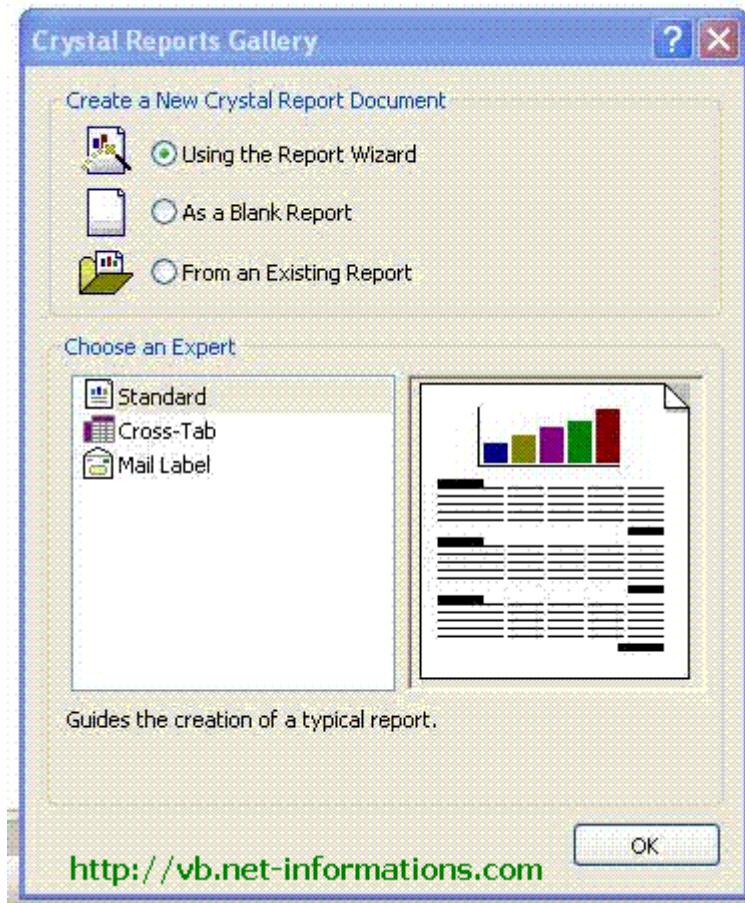 Crystal Reports Gallery
Create a New Crystal Report Document
Using the Report Wizard
As a Blank Report
From an Existing Report
Choose an Expert
Standard
Cross-Tab
Mail Label
Guides the creation of a typical report.
OK
http://vb.net-informations.com